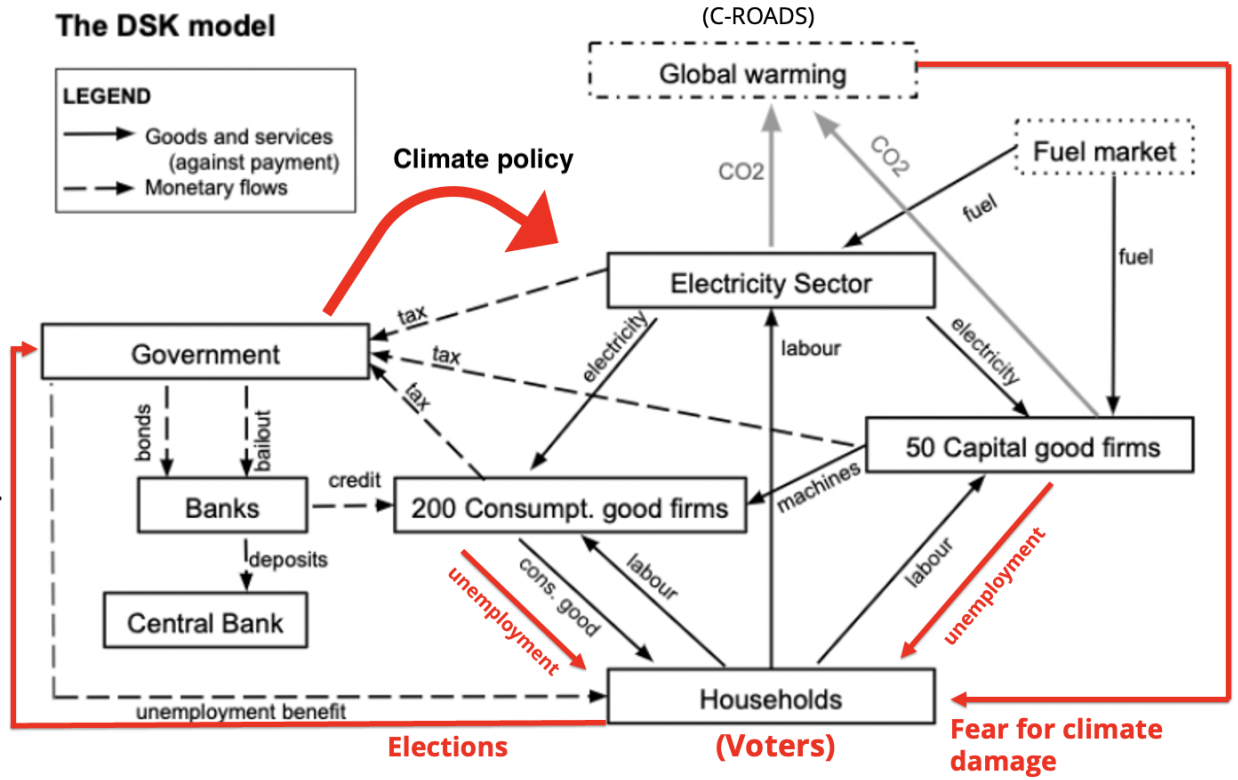 The DSK model
(C-ROADS)
Global warming
LEGEND
Goods and services
(against payment)
Monetary flows
Climate policy
CO2
CO2
Fuel market
fuel
fuel
Electricity Sector
tax
tax
tax
electricity
electricity
labour
Government
bonds
bailout
50 Capital good firms
machines
credit
Banks
200 Consumpt. good firms
deposits
Central Bank
unemployment
cons. good
labour
labour
unemployment
Households
unemployment benefit
Elections
(Voters)
Fear for climate
damage